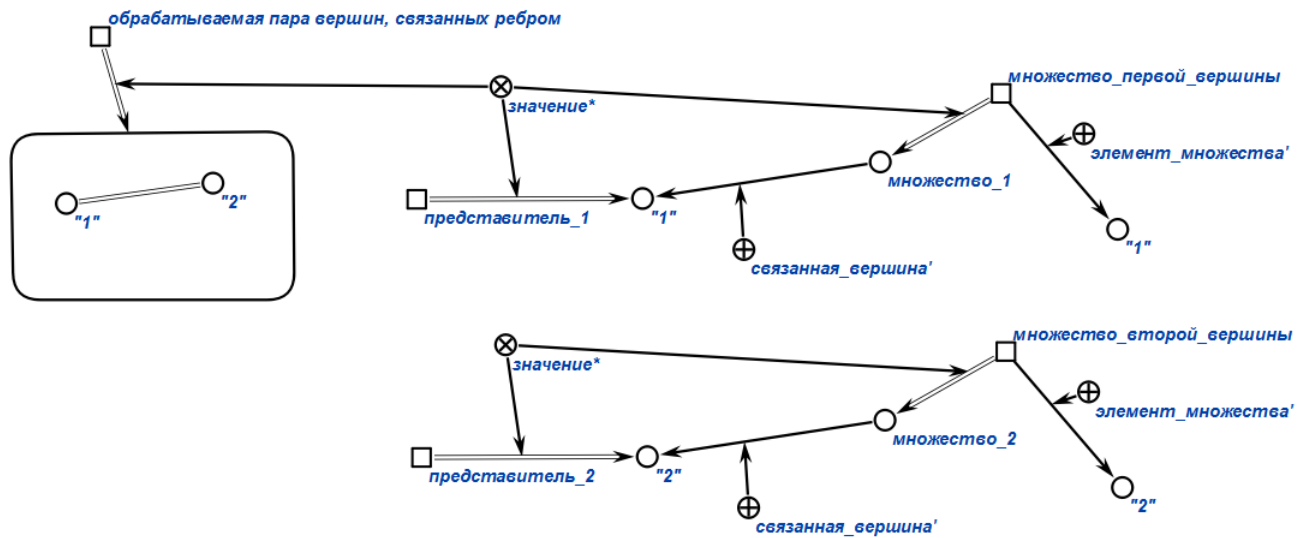 обрабатываемая пара вершин, связанных ребром
множество_первой_вершины
значение*
элемент_множества'
множество_1
"2"
"1"
представитель_1
"1"
"1"
связанная_вершина'
множество_второй_вершины
значение*
элемент_множества'
множество_2
представитель_2
"2"
"2"
связанная_вершина'